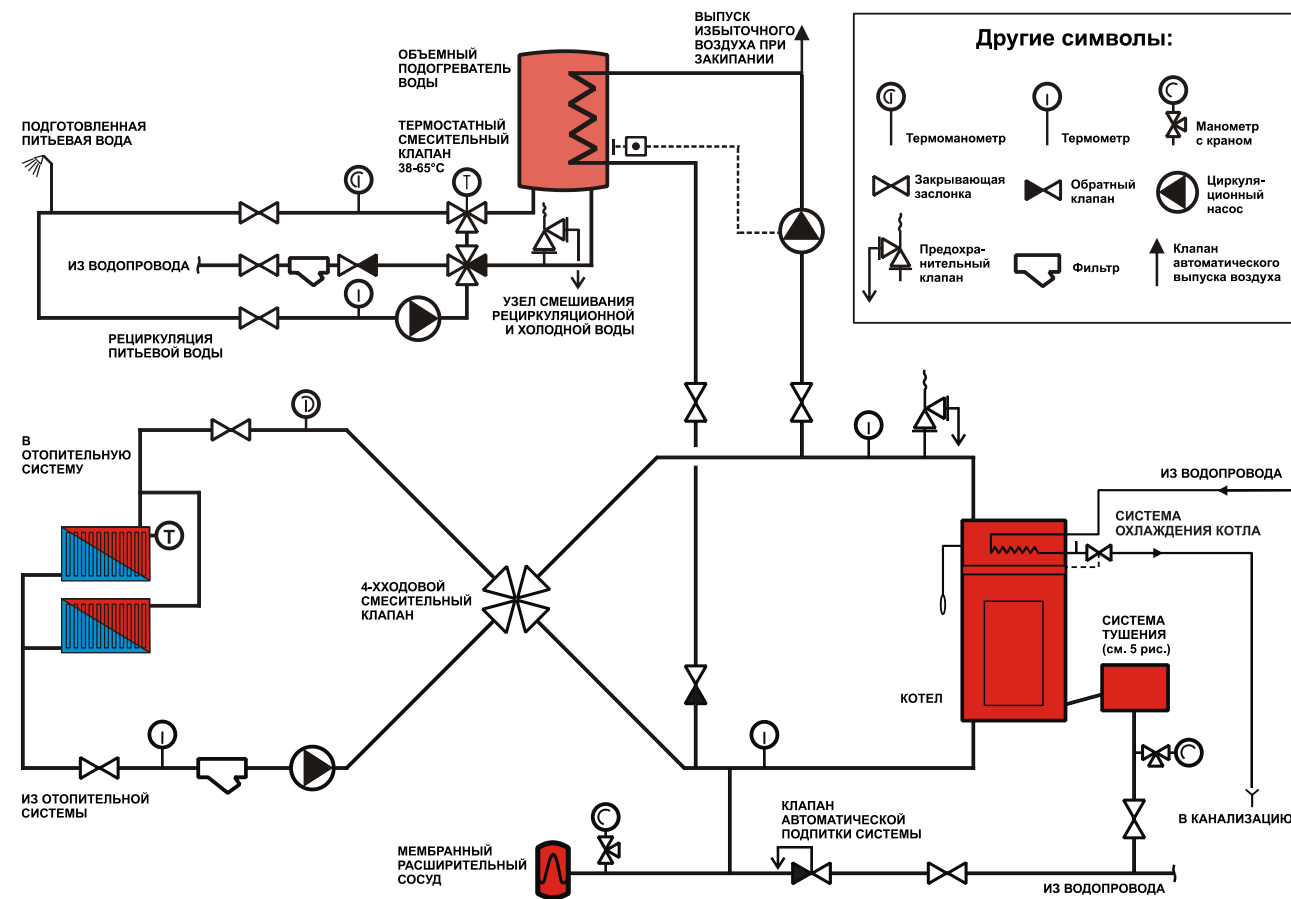 ВЫПУСК
ИЗБЫТОЧНОГО
ВОЗДУХА ПРИ
ЗАКИПАНИИ
ОБЪЕМНЫЙ
ПОДОГРЕВАТЕЛЬ
ВОДЫ
ПОДГОТОВЛЕННАЯ
ПИТЬЕВАЯ ВОДА
ТЕРМОСТАТНЫЙ
СМЕСИТЕЛЬНЫЙ
КЛАПАН
38-65°C
T
ИЗ ВОДОПРОВОДА
УЗЕЛ СМЕШИВАНИЯ
РЕЦИРКУЛЯЦИОННОЙ
И ХОЛОДНОЙ ВОДЫ
РЕЦИРКУЛЯЦИЯ
ПИТЬЕВОЙ ВОДЫ
Другие символы:
Термоманометр
Термометр
Манометр
с краном
Закрывающая
заслонка
Обратный
клапан
Циркуля-
ционный
насос
Предохра-
нительный
клапан
Фильтр
Клапан
автоматического
выпуска воздуха
В
ОТОПИТЕЛЬНУЮ
СИСТЕМУ
T
4-ХХОДОВОЙ
СМЕСИТЕЛЬНЫЙ
КЛАПАН
ИЗ ВОДОПРОВОДА
СИСТЕМА
ОХЛАЖДЕНИЯ КОТЛА
СИСТЕМА
ТУШЕНИЯ
(см. 5 рис.)
КОТЕЛ
ИЗ ОТОПИТЕЛЬНОЙ
СИСТЕМЫ
КЛАПАН
АВТОМАТИЧЕСКОЙ
ПОДПИТКИ СИСТЕМЫ
В КАНАЛИЗАЦИЮ
МЕМБРАННЫЙ
РАСШИРИТЕЛЬНЫЙ
СОСУД
ИЗ ВОДОПРОВОДА